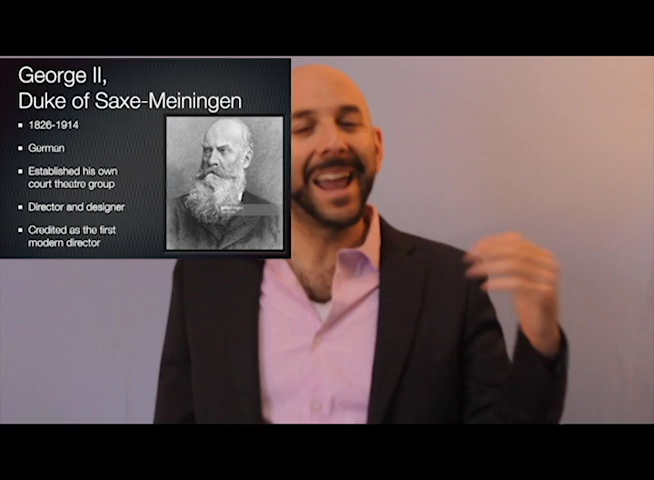 George II,
Duke of Saxe-Meiningen
1826-1914
German
Established his own
court theatre group
Director and designer
Credited as the first
modern director